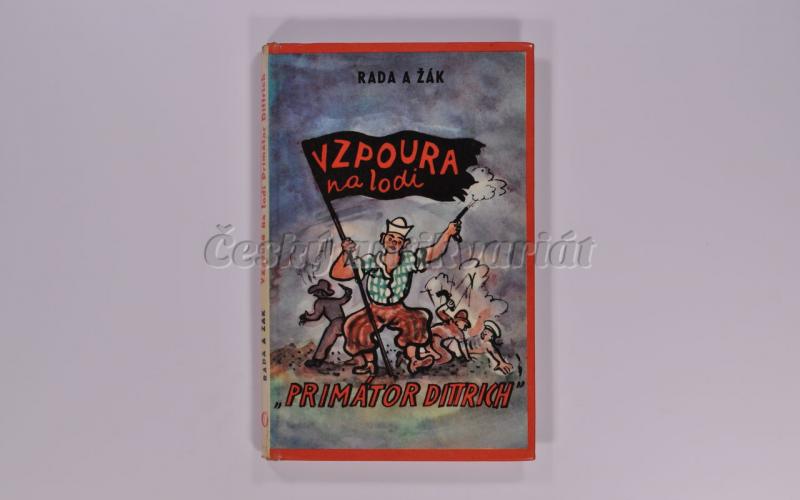 RADA A ŽÁK
VZPOURA
na lodi
„PRIMÁTOR DITTRICH"
RADA A ŽÁK Vzpoura na lodi Primátor Dittrich
Český antikvariát